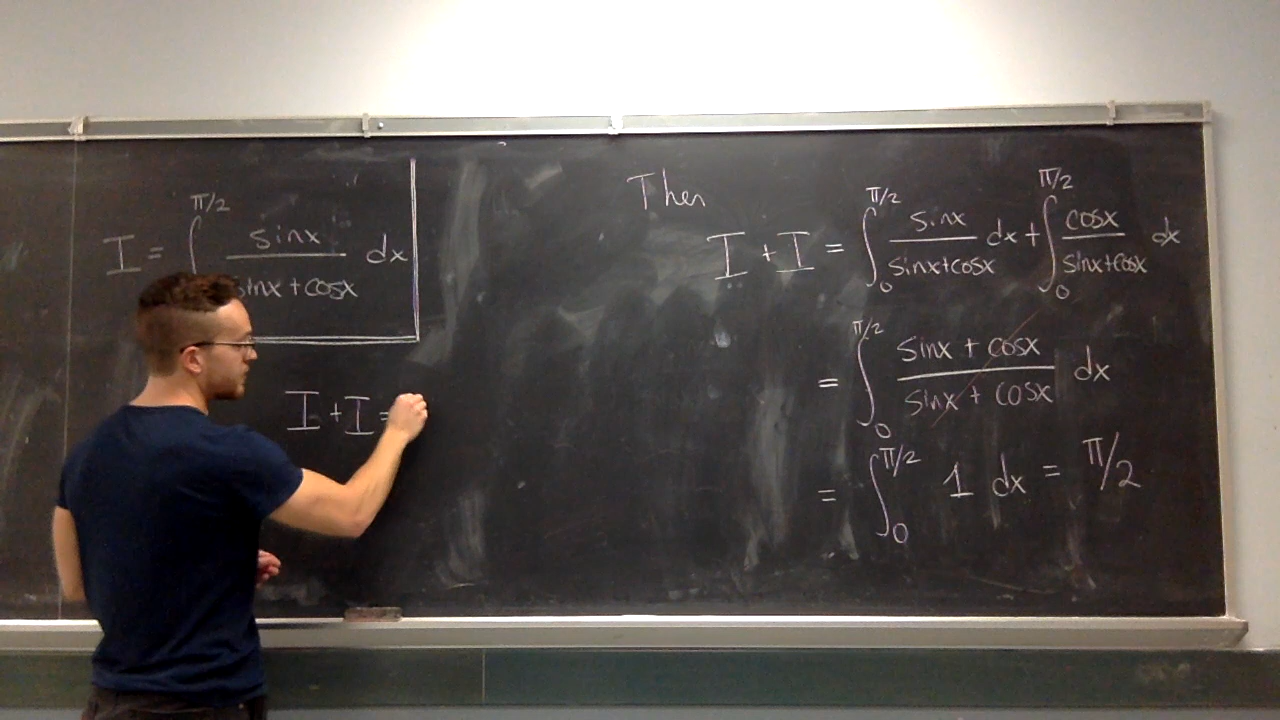 I = ∫ π/2 sinx / sinx + cosx dx
I + I =
Then
I + I = ∫₀^π/2 sinx / sinx+cosx dx + ∫₀^π/2 cosx / sinx+cosx dx
= ∫₀^π/2 sinx + cosx / sinx + cosx dx
= ∫₀^π/2 1 dx = π/2